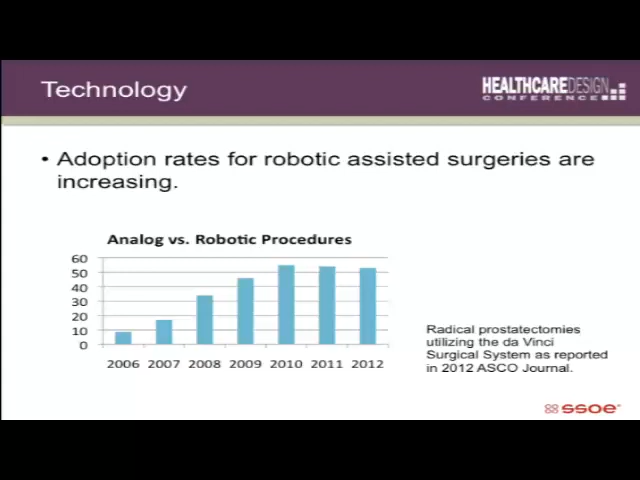 Technology
HEALTHCAREDESIGN
CONFERENCE
• Adoption rates for robotic assisted surgeries are
increasing.
Analog vs. Robotic Procedures
60
50
40
30
20
10
0
2006 2007 2008 2009 2010 2011 2012
Radical prostatectomies
utilizing the da Vinci
Surgical System as reported
in 2012 ASCO Journal.
ssoe